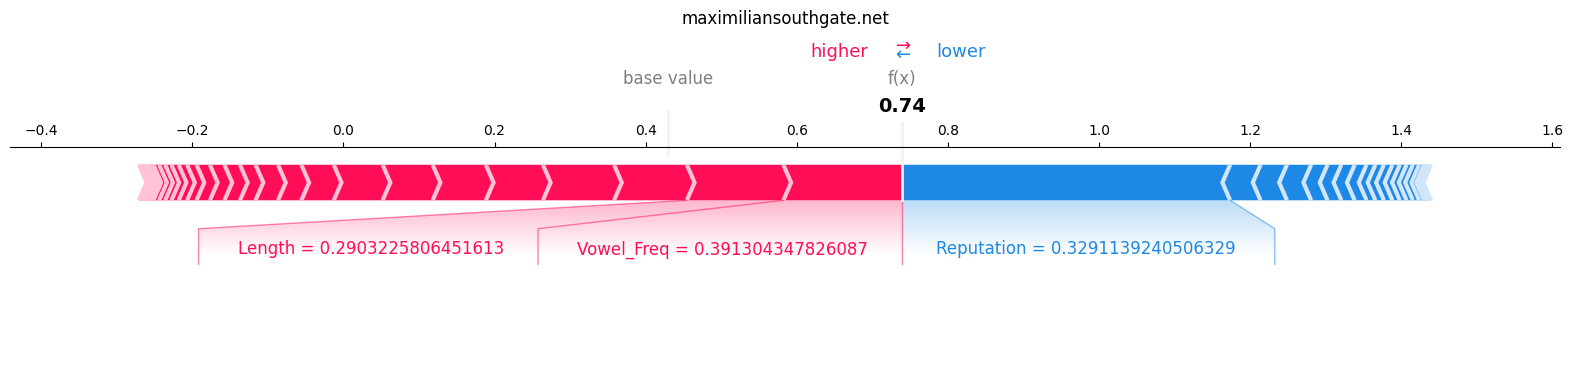 maximiliansouthgate.net
higher → ← lower
base value f(x)
0.74
−0.4 −0.2 0.0 0.2 0.4 0.6 0.8 1.0 1.2 1.4 1.6
Length = 0.2903225806451613 Vowel_Freq = 0.391304347826087 Reputation = 0.3291139240506329